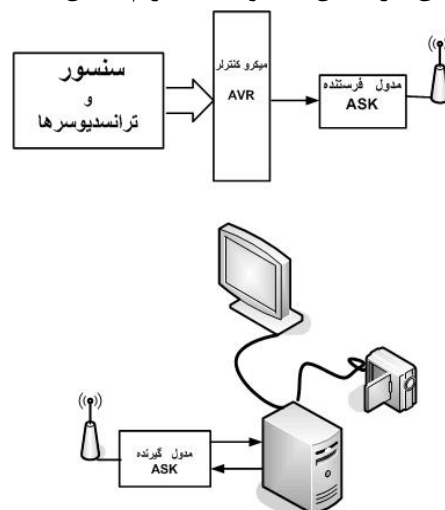 سنسور
و
ترانسدیوسرها
میکرو کنترلر
AVR
مدول فرستنده
ASK
مدول گیرنده
ASK